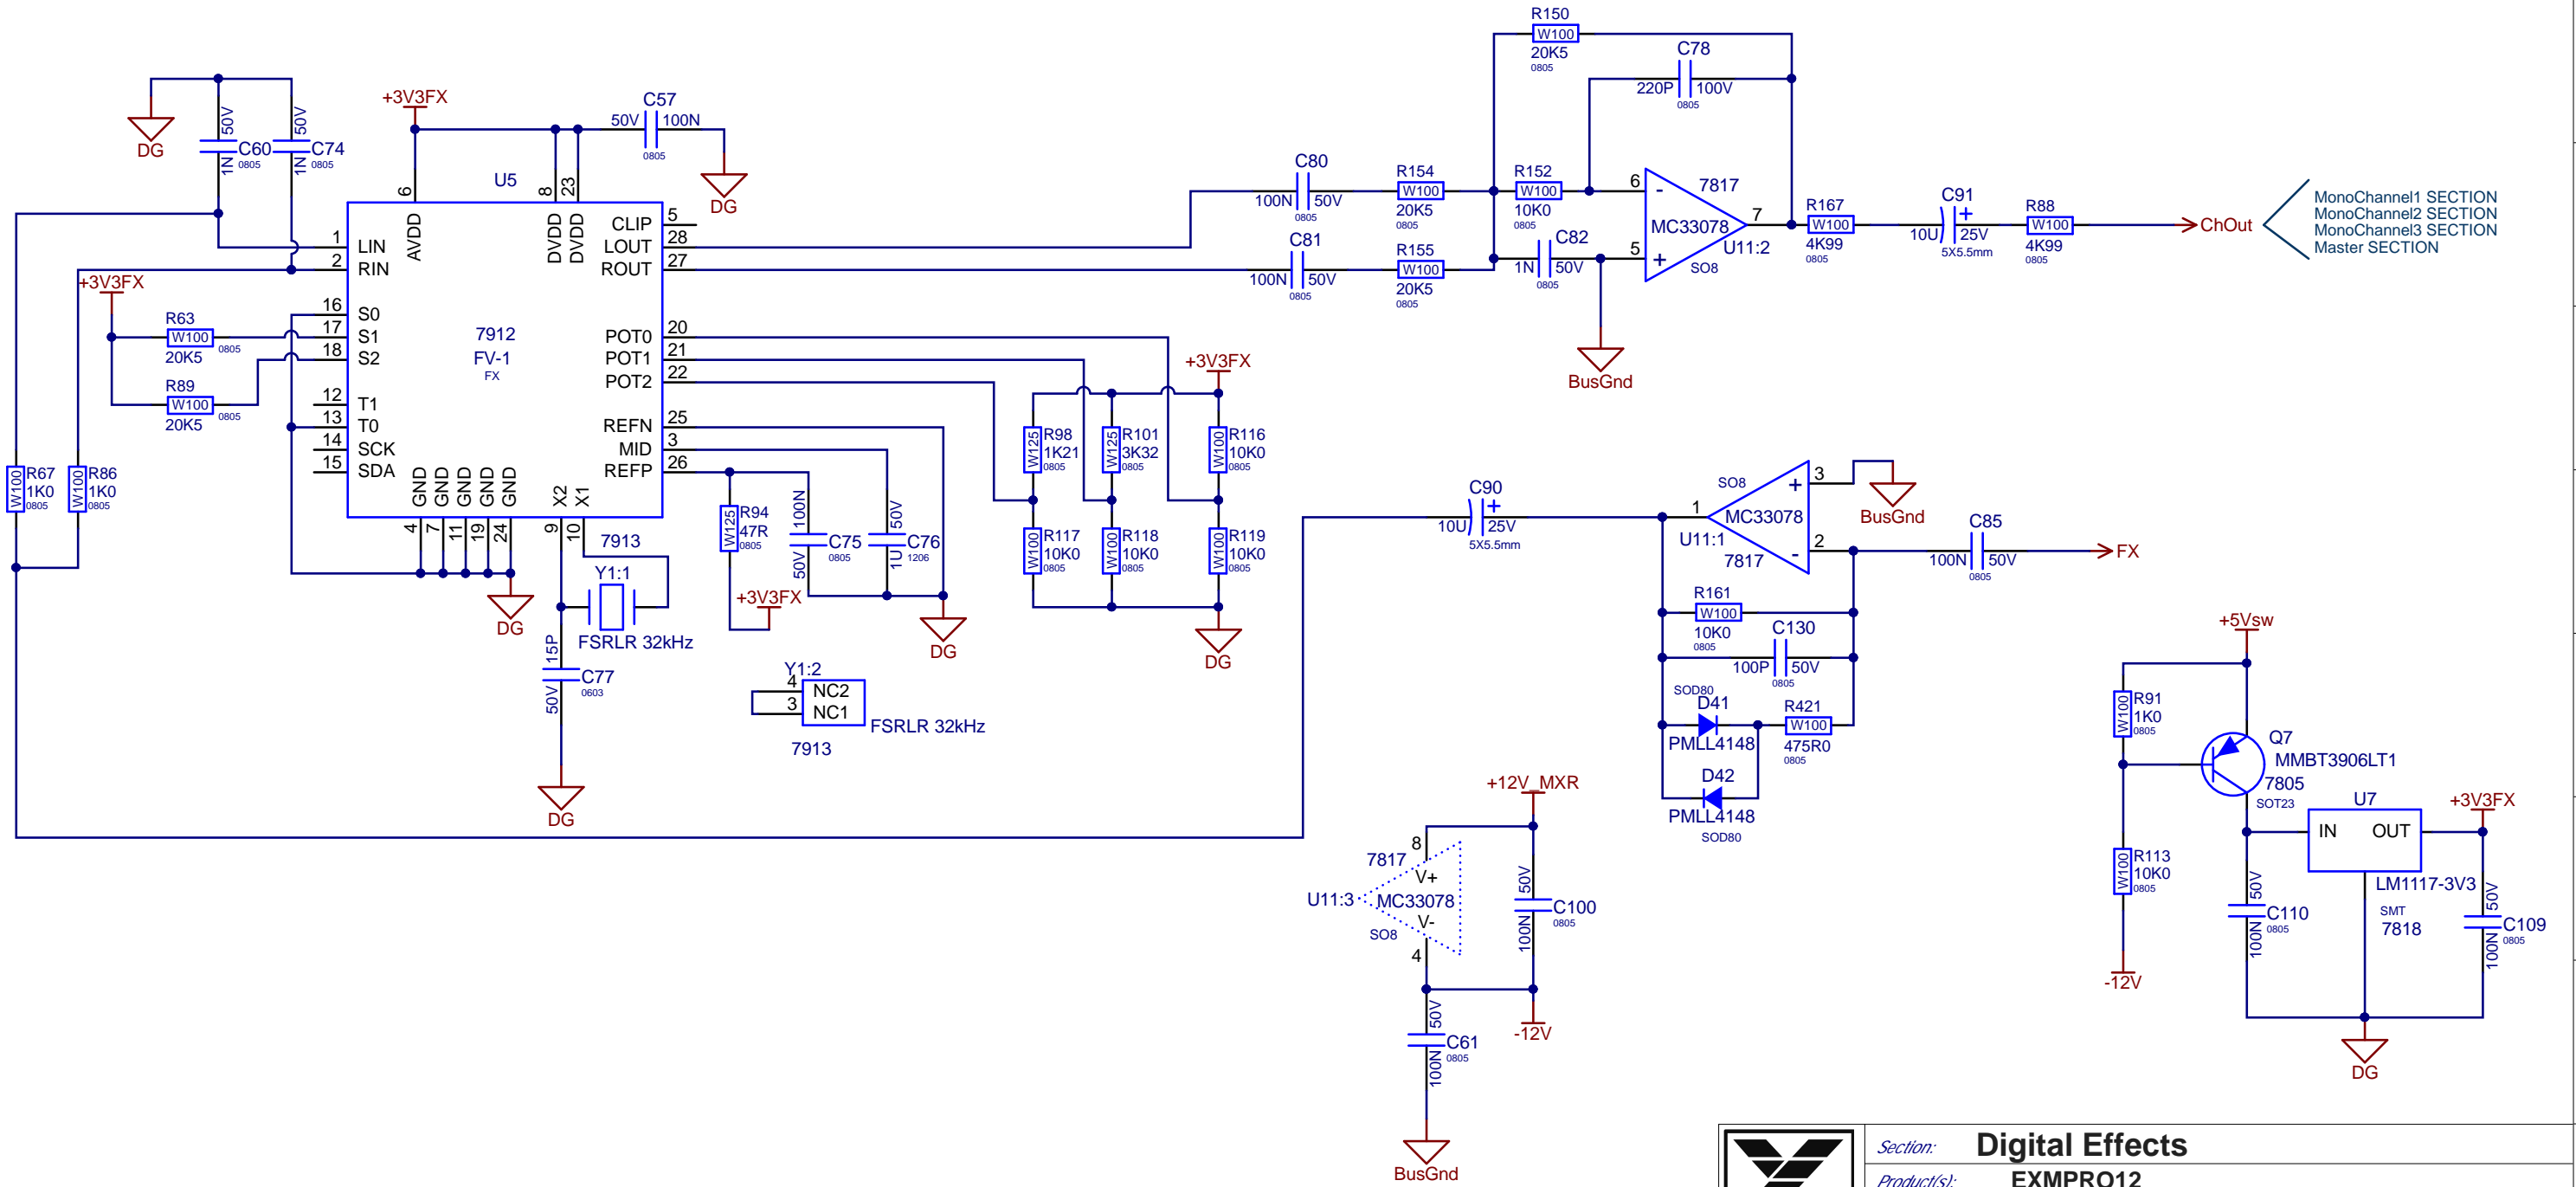 R150
W100
20K5
0805
C78
220P 100V
0805
+3V3FX
C57
50V 100N
0805
DG
50V
C60
0805
1N
50V
C74
0805
1N
DG
U5
6
8
23
AVDD
DVDD
DVDD
CLIP 5
LOUT 28
ROUT 27
1 LIN
2 RIN
16 S0
17 S1
18 S2
12 T1
13 T0
14 SCK
15 SDA
7912
FV-1
FX
POT0 20
POT1 21
POT2 22
REFN 25
MID 3
REFP 26
GND
GND
GND
GND
GND
X2
X1
4
7
11
19
24
9
10
+3V3FX
R63
W100
0805
20K5
R89
W100
0805
20K5
W100
R67
1K0
0805
W100
R86
1K0
0805
DG
7913
Y1:1
FSRLR 32kHz
15P
C77
0603
50V
DG
Y1:2
4 NC2
3 NC1
FSRLR 32kHz
7913
W125
R94
47R
0805
+3V3FX
100N
C75
0805
50V
50V
C76
1206
1U
DG
+3V3FX
W125
R98
1K21
0805
W125
R101
3K32
0805
W100
R116
10K0
0805
W100
R117
10K0
0805
W100
R118
10K0
0805
W100
R119
10K0
0805
DG
C80
100N 50V
0805
R154
W100
20K5
0805
C81
100N 50V
0805
R155
W100
20K5
0805
R152
W100
10K0
0805
C82
1N 50V
0805
BusGnd
6 -
5 +
7817
MC33078
7
U11:2
SO8
R167
W100
4K99
0805
C91
+
10U 25V
5X5.5mm
R88
W100
4K99
0805
ChOut
MonoChannel1 SECTION
MonoChannel2 SECTION
MonoChannel3 SECTION
Master SECTION
C90
+
10U 25V
5X5.5mm
SO8
+ 3
1
MC33078
U11:1
- 2
7817
BusGnd
C85
100N 50V
0805
FX
R161
W100
10K0
0805
C130
100P 50V
0805
SOD80
D41
PMLL4148
R421
W100
475R0
0805
D42
PMLL4148
SOD80
+12V_MXR
8
7817
V+
U11:3
MC33078
V-
SO8
4
50V
C100
0805
100N
-12V
50V
C61
0805
100N
BusGnd
+5Vsw
W100
R91
1K0
0805
Q7
MMBT3906LT1
7805
SOT23
W100
R113
10K0
0805
-12V
U7
IN OUT
LM1117-3V3
SMT
7818
+3V3FX
50V
C110
0805
100N
50V
C109
0805
100N
DG
Section: Digital Effects
Product(s): EXMPRO12